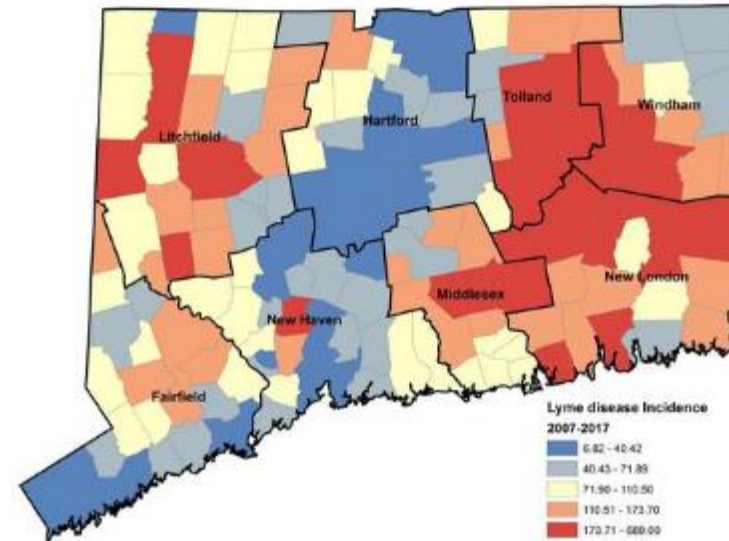 Litchfield
Hartford
Tolland
Windham
New Haven
Middlesex
New London
Fairfield
Lyme disease Incidence
2007-2017
6.82 - 40.42
40.43 - 71.89
71.90 - 110.50
110.51 - 173.70
173.71 - 689.00